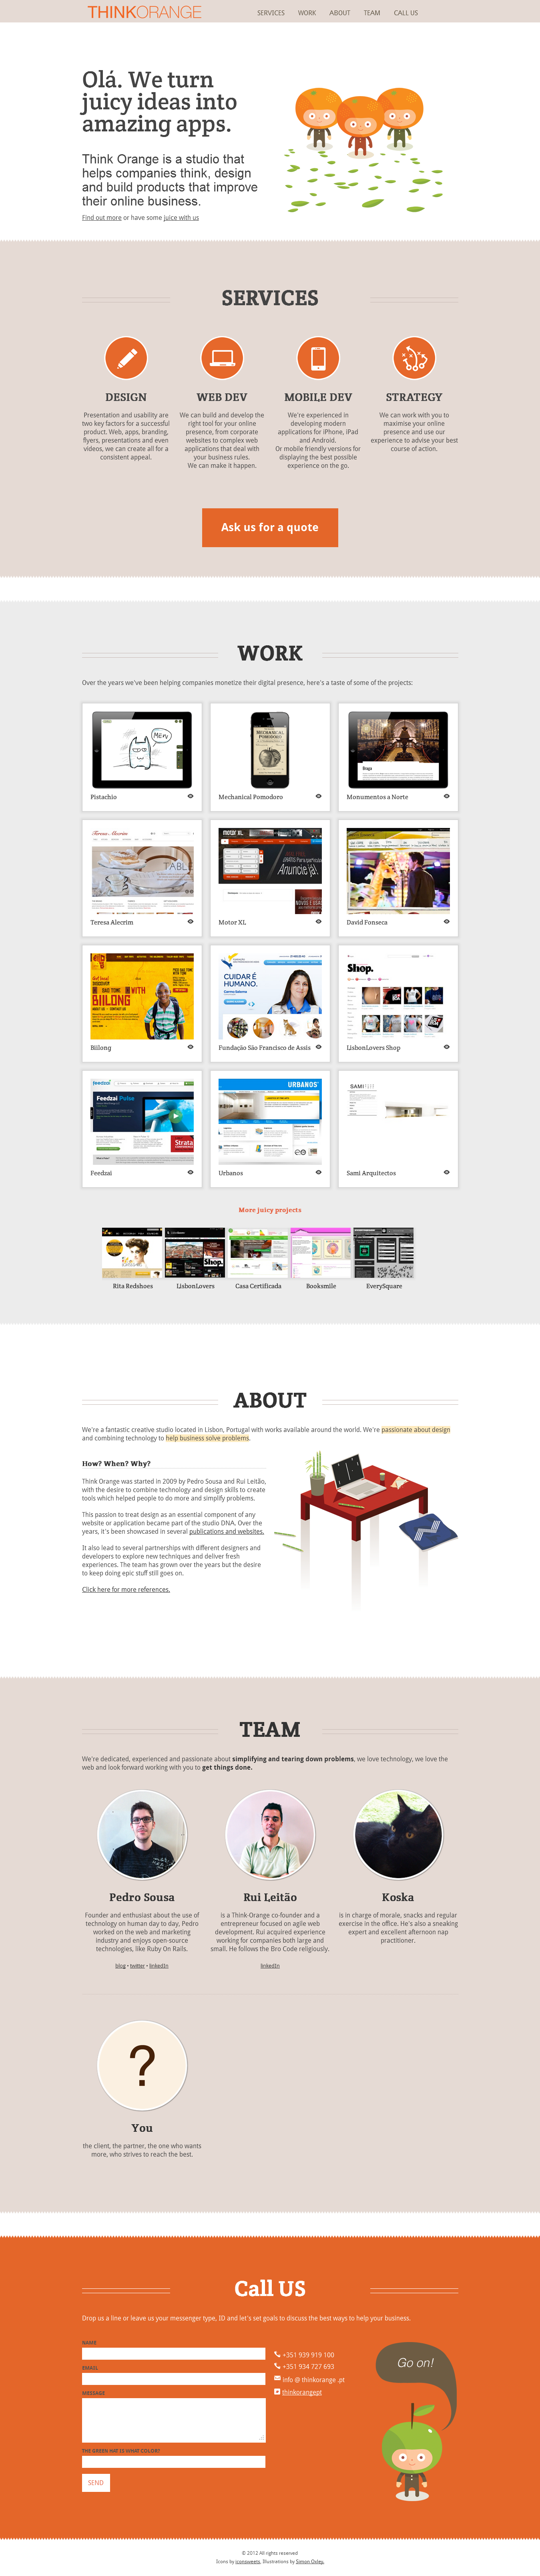 THINKORANGE
SERVICES WORK ABOUT TEAM CALL US
Olá. We turn
juicy ideas into
amazing apps.
Think Orange is a studio that
helps companies think, design
and build products that improve
their online business.
Find out more or have some juice with us
SERVICES
DESIGN
Presentation and usability are
two key factors for a successful
product. Web, apps, branding,
flyers, presentations and even
videos, we can create all for a
consistent appeal.
WEB DEV
We can build and develop the
right tool for your online
presence, from corporate
websites to complex web
applications that deal with
your business rules.
We can make it happen.
MOBILE DEV
We're experienced in
developing modern
applications for iPhone, iPad
and Android.
Or mobile friendly versions for
displaying the best possible
experience on the go.
STRATEGY
We can work with you to
maximise your online
presence and use our
experience to advise your best
course of action.
Ask us for a quote
WORK
Over the years we've been helping companies monetize their digital presence, here's a taste of some of the projects:
MEH
Pistachio
MECHANICAL
POMODORO
Mechanical Pomodoro
Braga
Monumentos a Norte
Teresa Alecrim
TABLE
Teresa Alecrim
MOTOR XL
Anuncie já!
Motor XL
David Fonseca
BIILONG
Biilong
CUIDAR É
HUMANO.
Fundação São Francisco de Assis
Shop.
LisbonLovers Shop
feedzai
Feedzai Pulse
Strata
Feedzai
URBANOS
Urbanos
SAMI
Sami Arquitectos
More juicy projects
Shop.
Rita Redshoes
LisbonLovers
Casa Certificada
Booksmile
EverySquare
ABOUT
We're a fantastic creative studio located in Lisbon, Portugal with works available around the world. We're passionate about design
and combining technology to help business solve problems.
How? When? Why?
Think Orange was started in 2009 by Pedro Sousa and Rui Leitão,
with the desire to combine technology and design skills to create
tools which helped people to do more and simplify problems.
This passion to treat design as an essential component of any
website or application became part of the studio DNA. Over the
years, it's been showcased in several publications and websites.
It also lead to several partnerships with different designers and
developers to explore new techniques and deliver fresh
experiences. The team has grown over the years but the desire
to keep doing epic stuff still goes on.
Click here for more references.
TEAM
We're dedicated, experienced and passionate about simplifying and tearing down problems, we love technology, we love the
web and look forward working with you to get things done.
Pedro Sousa
Founder and enthusiast about the use of
technology on human day to day, Pedro
worked on the web and marketing
industry and enjoys open-source
technologies, like Ruby On Rails.
blog • twitter • linkedIn
Rui Leitão
is a Think-Orange co-founder and a
entrepreneur focused on agile web
development. Rui acquired experience
working for companies both large and
small. He follows the Bro Code religiously.
linkedIn
Koska
is in charge of morale, snacks and regular
exercise in the office. He's also a sneaking
expert and excellent afternoon nap
practitioner.
?
You
the client, the partner, the one who wants
more, who strives to reach the best.
Call US
Drop us a line or leave us your messenger type, ID and let's set goals to discuss the best ways to help your business.
NAME
EMAIL
MESSAGE
THE GREEN HAT IS WHAT COLOR?
SEND
+351 939 919 100
+351 934 727 693
info @ thinkorange .pt
thinkorangept
Go on!
© 2012 All rights reserved
Icons by iconsweets. Illustrations by Simon Oxley.